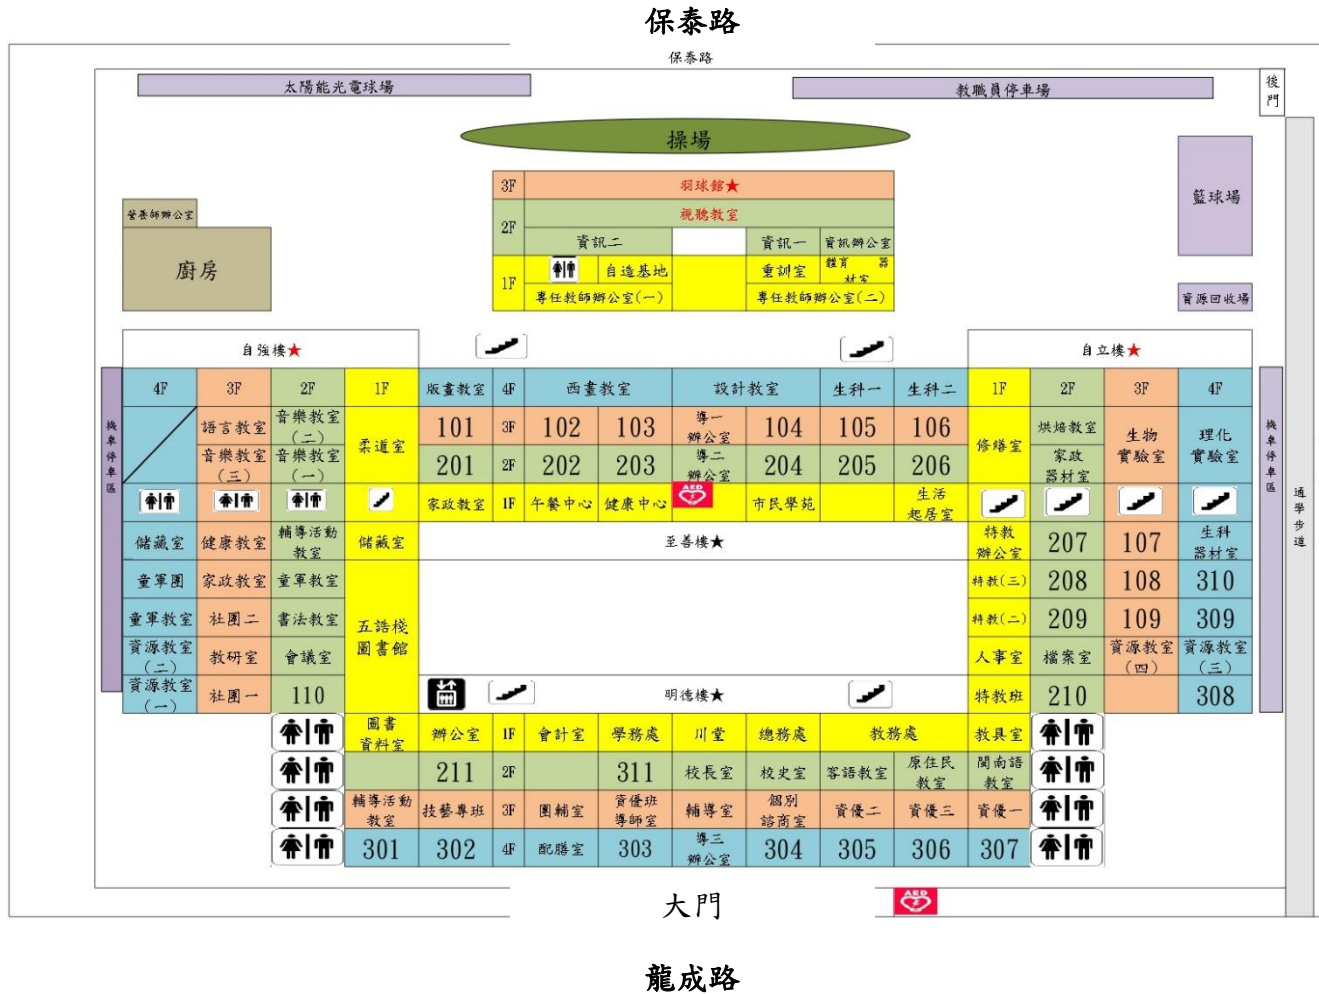 保泰路
保泰路
太陽能光電球場
教職員停車場
後門
操場
籃球場
3F 羽球館★
2F 視聽教室
資訊二 資訊一 資訊辦公室
1F 自造基地 重訓室 體育 器材室
專任教師辦公室(一) 專任教師辦公室(二)
營養師辦公室
廚房
資源回收場
自強樓★ 自立樓★
機車停車區
機車停車區
通學步道
4F 3F 2F 1F 版畫教室 4F 西畫教室 設計教室 生科一 生科二 1F 2F 3F 4F
語言教室 音樂教室(二) 柔道室 101 3F 102 103 導一辦公室 104 105 106 修繕室 烘焙教室 生物實驗室 理化實驗室
音樂教室(三) 音樂教室(一) 201 2F 202 203 導二辦公室 204 205 206 家政器材室
家政教室 1F 午餐中心 健康中心 AED 市民學苑 生活起居室
儲藏室 健康教室 輔導活動教室 儲藏室 至善樓★ 特教辦公室 207 107 生科器材室
童軍團 家政教室 童軍教室 五誥棧圖書館 特教(三) 208 108 310
童軍教室 社團二 書法教室 特教(二) 209 109 309
資源教室(二) 教研室 會議室 人事室 檔案室 資源教室(四) 資源教室(三)
資源教室(一) 社團一 110 明德樓★ 特教班 210 308
圖書資料室 辦公室 1F 會計室 學務處 川堂 總務處 教務處 教具室
211 2F 311 校長室 校史室 客語教室 原住民教室 閩南語教室
輔導活動教室 技藝專班 3F 團輔室 資優班導師室 輔導室 個別諮商室 資優二 資優三 資優一
301 302 4F 配膳室 303 導三辦公室 304 305 306 307
大門
AED
龍成路